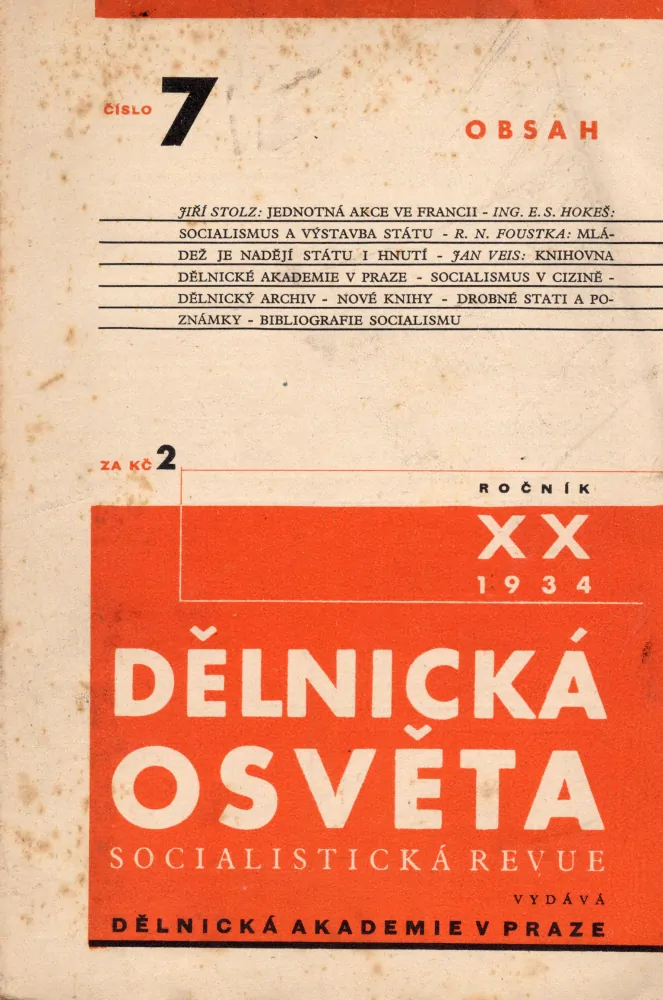 ČÍSLO 7
OBSAH
JIŘÍ STOLZ: JEDNOTNÁ AKCE VE FRANCII - ING. E. S. HOKEŠ:
SOCIALISMUS A VÝSTAVBA STÁTU - R. N. FOUSTKA: MLÁ-
DEŽ JE NADĚJÍ STÁTU I HNUTÍ - JAN VEIS: KNIHOVNA
DĚLNICKÉ AKADEMIE V PRAZE - SOCIALISMUS V CIZINĚ -
DĚLNICKÝ ARCHIV - NOVÉ KNIHY - DROBNÉ STATI A PO-
ZNÁMKY - BIBLIOGRAFIE SOCIALISMU
ZA KČ 2
ROČNÍK
XX
1934
DĚLNICKÁ
OSVĚTA
SOCIALISTICKÁ REVUE
VYDÁVÁ
DĚLNICKÁ AKADEMIE V PRAZE